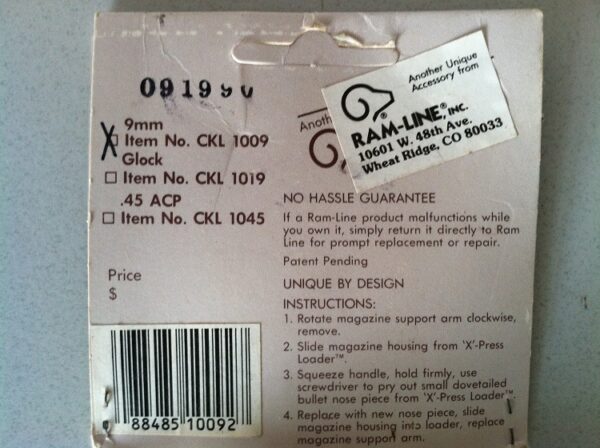 091990
9mm
X □ Item No. CKL 1009
Glock
□ Item No. CKL 1019
.45 ACP
□ Item No. CKL 1045
Price
$
88485 10092
Another Unique
Accessory from
RAM-LINE®, INC.
10601 W. 48th Ave.
Wheat Ridge, CO 80033
Anoth
NO HASSLE GUARANTEE
If a Ram-Line product malfunctions while
you own it, simply return it directly to Ram
Line for prompt replacement or repair.
Patent Pending
UNIQUE BY DESIGN
INSTRUCTIONS:
1. Rotate magazine support arm clockwise,
remove.
2. Slide magazine housing from 'X'-Press
Loader™.
3. Squeeze handle, hold firmly, use
screwdriver to pry out small dovetailed
bullet nose piece from 'X'-Press Loader™.
4. Replace with new nose piece, slide
magazine housing into loader, replace
magazine support arm.